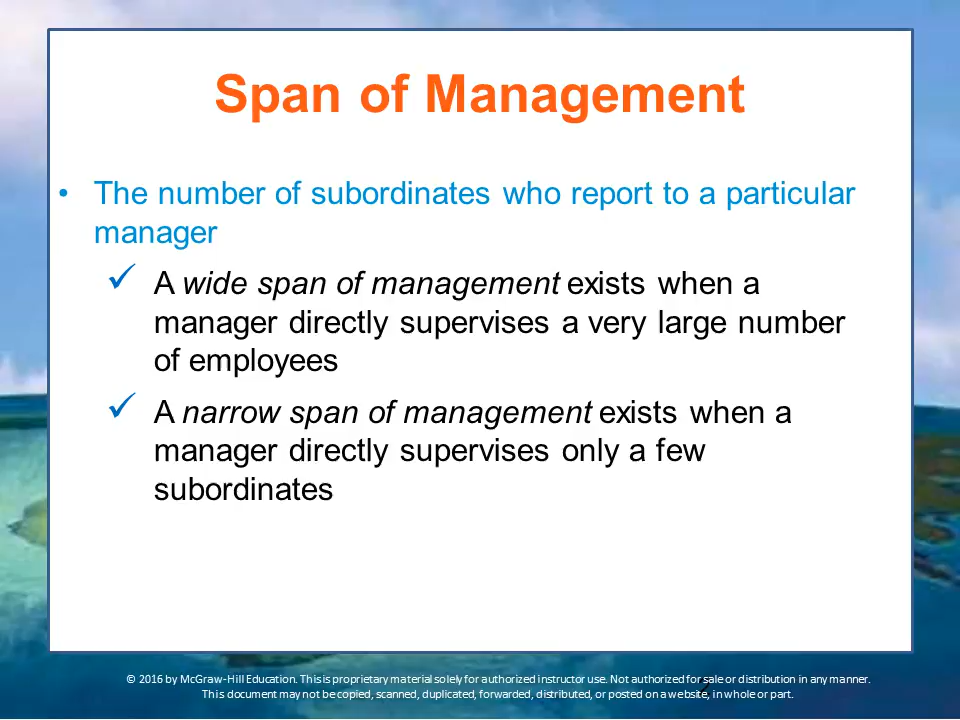 Span of Management
• The number of subordinates who report to a particular
manager
✓ A wide span of management exists when a
manager directly supervises a very large number
of employees
✓ A narrow span of management exists when a
manager directly supervises only a few
subordinates
© 2016 by McGraw-Hill Education. This is proprietary material solely for authorized instructor use. Not authorized for sale or distribution in any manner.
This document may not be copied, scanned, duplicated, forwarded, distributed, or posted on a website, in whole or part.